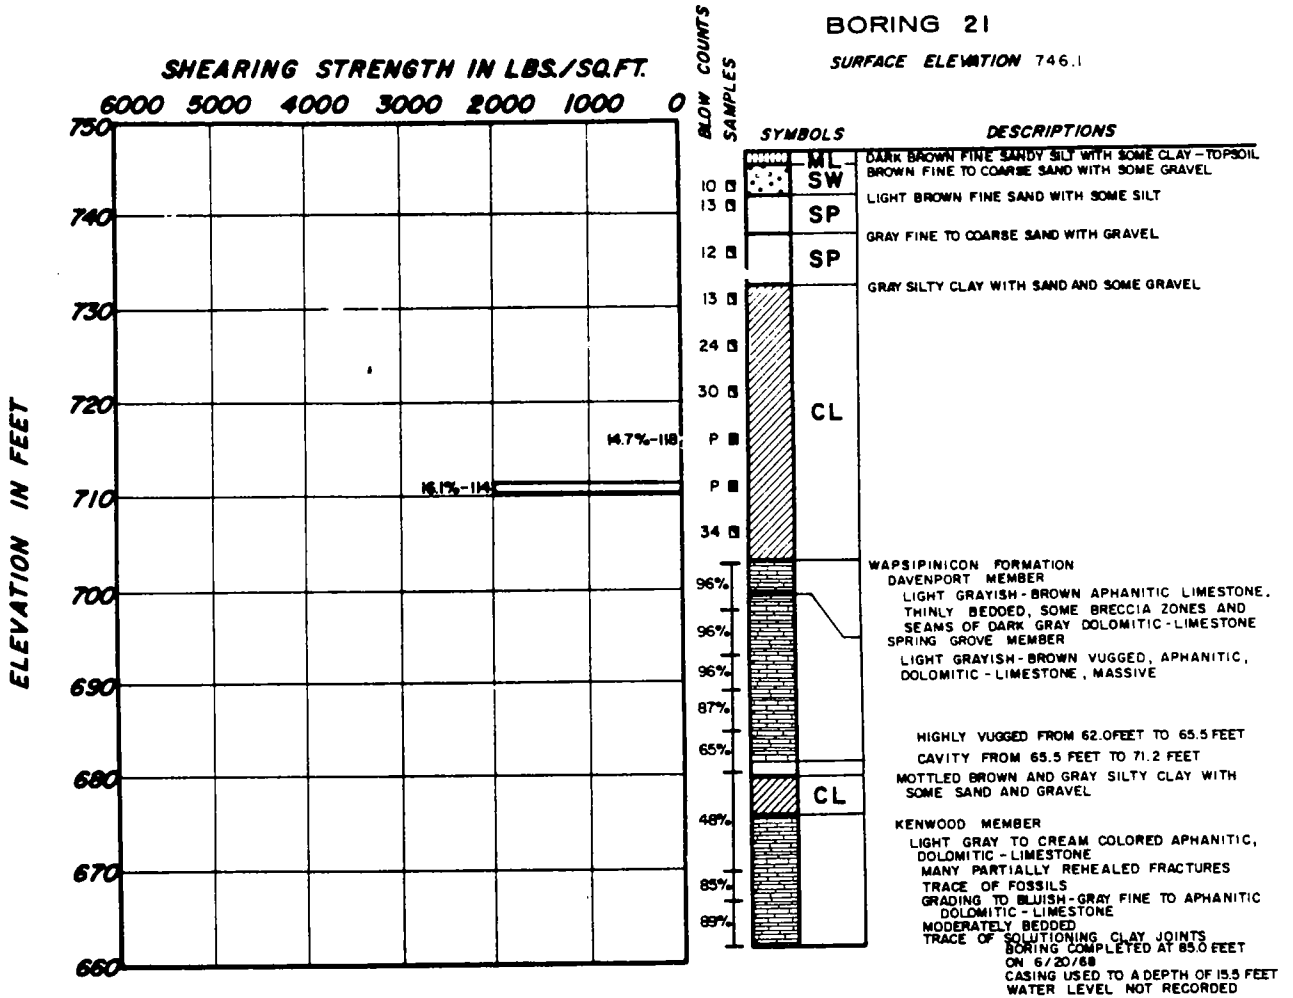 BORING 21
SURFACE ELEVATION 746.1
SHEARING STRENGTH IN LBS./SQ.FT.
6000 5000 4000 3000 2000 1000 0
BLOW COUNTS
SAMPLES
SYMBOLS
DESCRIPTIONS
ELEVATION IN FEET
750
740
730
720
710
700
690
680
670
660
14.7%-118
16.1%-114
10
13
12
13
24
30
P
P
34
96%
96%
96%
87%
65%
48%
85%
89%
ML
SW
SP
SP
CL
CL
DARK BROWN FINE SANDY SILT WITH SOME CLAY-TOPSOIL
BROWN FINE TO COARSE SAND WITH SOME GRAVEL
LIGHT BROWN FINE SAND WITH SOME SILT
GRAY FINE TO COARSE SAND WITH GRAVEL
GRAY SILTY CLAY WITH SAND AND SOME GRAVEL
WAPSIPINICON FORMATION
DAVENPORT MEMBER
LIGHT GRAYISH-BROWN APHANITIC LIMESTONE,
THINLY BEDDED, SOME BRECCIA ZONES AND
SEAMS OF DARK GRAY DOLOMITIC-LIMESTONE
SPRING GROVE MEMBER
LIGHT GRAYISH-BROWN VUGGED, APHANITIC,
DOLOMITIC-LIMESTONE, MASSIVE
HIGHLY VUGGED FROM 62.0FEET TO 65.5 FEET
CAVITY FROM 65.5 FEET TO 71.2 FEET
MOTTLED BROWN AND GRAY SILTY CLAY WITH
SOME SAND AND GRAVEL
KENWOOD MEMBER
LIGHT GRAY TO CREAM COLORED APHANITIC,
DOLOMITIC-LIMESTONE
MANY PARTIALLY REHEALED FRACTURES
TRACE OF FOSSILS
GRADING TO BLUISH-GRAY FINE TO APHANITIC
DOLOMITIC-LIMESTONE
MODERATELY BEDDED
TRACE OF SOLUTIONING CLAY JOINTS
BORING COMPLETED AT 85.0 FEET
ON 6/20/68
CASING USED TO A DEPTH OF 15.5 FEET
WATER LEVEL NOT RECORDED